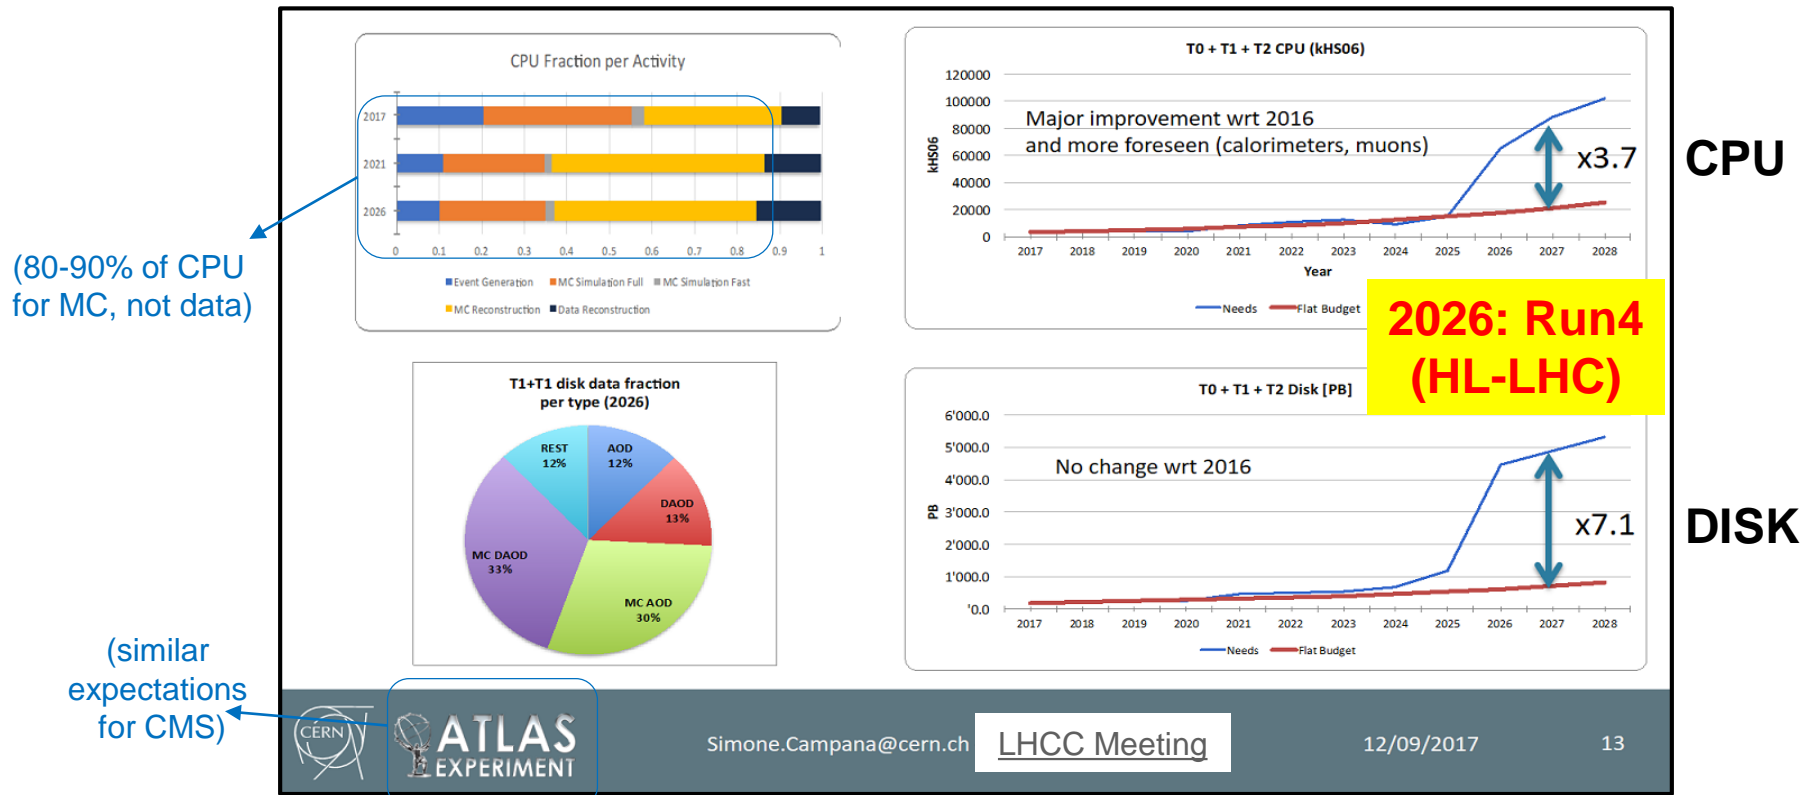 CPU Fraction per Activity
2017
2021
2026
0 0.1 0.2 0.3 0.4 0.5 0.6 0.7 0.8 0.9 1
Event Generation MC Simulation Full MC Simulation Fast
MC Reconstruction Data Reconstruction
(80-90% of CPU
for MC, not data)
T0 + T1 + T2 CPU (kHS06)
120000
100000
80000
60000
40000
20000
0
kHS06
Major improvement wrt 2016
and more foreseen (calorimeters, muons)
x3.7
2017 2018 2019 2020 2021 2022 2023 2024 2025 2026 2027 2028
Year
Needs Flat Budget
CPU
2026: Run4
(HL-LHC)
T1+T1 disk data fraction
per type (2026)
REST
12%
AOD
12%
DAOD
13%
MC DAOD
33%
MC AOD
30%
T0 + T1 + T2 Disk [PB]
6'000.0
5'000.0
4'000.0
3'000.0
2'000.0
1'000.0
'0.0
PB
No change wrt 2016
x7.1
2017 2018 2019 2020 2021 2022 2023 2024 2025 2026 2027 2028
Needs Flat Budget
DISK
(similar
expectations
for CMS)
CERN
ATLAS
EXPERIMENT
Simone.Campana@cern.ch LHCC Meeting 12/09/2017 13